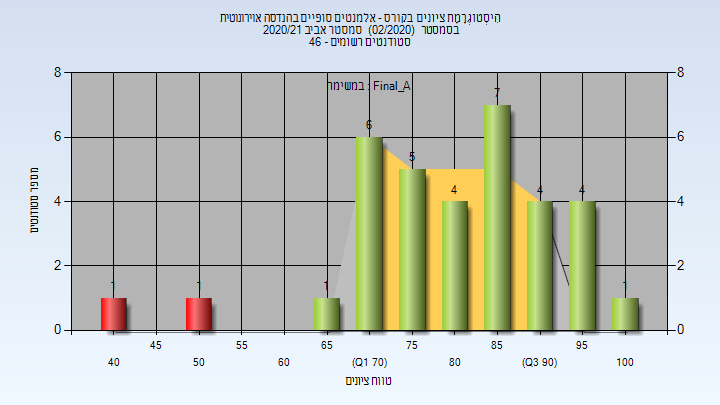 היסטוגרמת ציונים בקורס - אלמנטים סופיים בהנדסה אוירונוטית
בסמסטר (02/2020) סמסטר אביב 2020/21
סטודנטים רשומים - 46
במשימה : Final_A
מספר סטודנטים
8 8
6 6
4 4
2 2
0 0
1 1 1 6 5 4 7 4 4 1
45 55 65 75 85 95
40 50 60 (Q1 70) 80 (Q3 90) 100
טווח ציונים